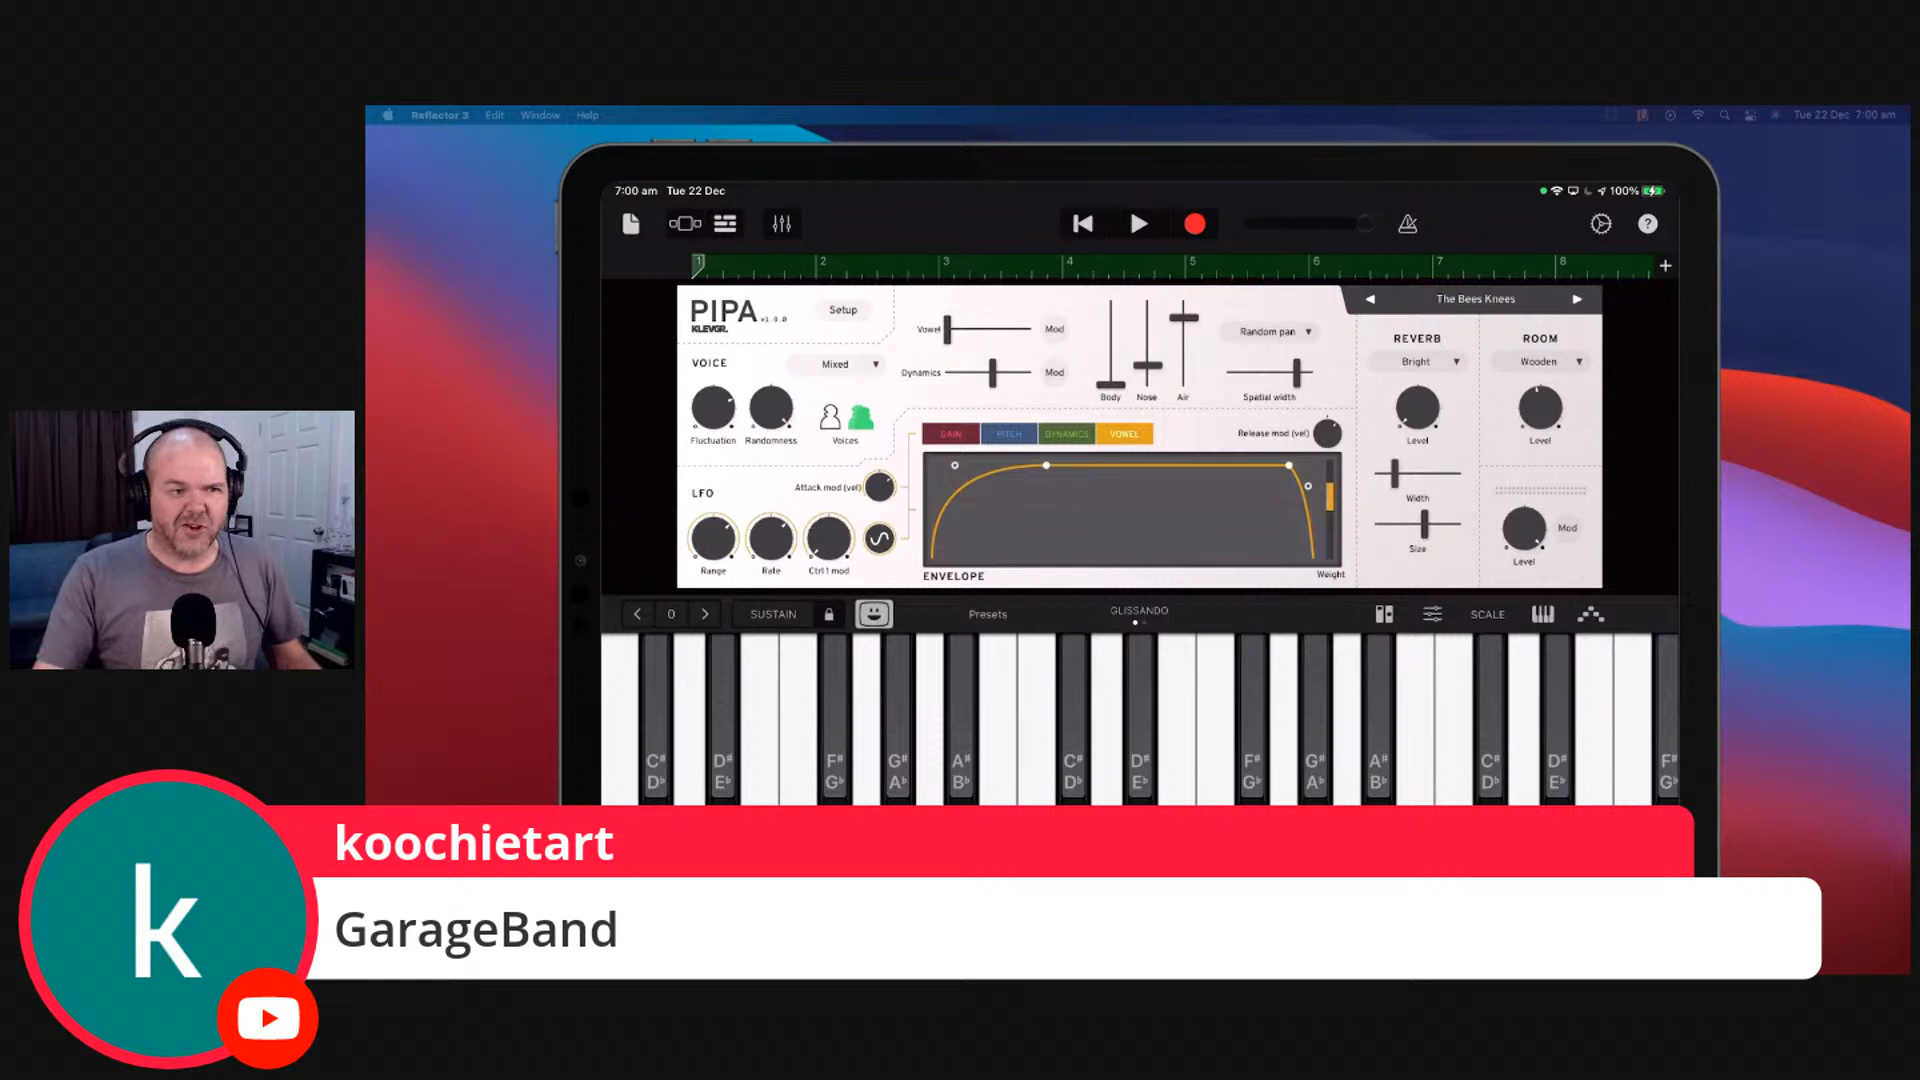 Reflector 3 Edit Window Help
Tue 22 Dec 7:00 am
7:00 am Tue 22 Dec
100%
?
1 2 3 4 5 6 7 8
+
PIPA v1.0.0
KLEVGR.
Setup
The Bees Knees
Vowel Mod
Dynamics Mod
Body Nose Air
Random pan
Spatial width
VOICE Mixed
Fluctuation Randomness Voices
GAIN PITCH DYNAMICS VOWEL
Release mod (vel)
Attack mod (vel)
LFO
Range Rate Ctrl 1 mod
ENVELOPE
Weight
REVERB
Bright
Level
Width
Size
ROOM
Wooden
Level
Mod
Level
0 SUSTAIN Presets GLISSANDO SCALE
C# D# F# G# A# C# D# F# G# A# C# D# F#
D♭ E♭ G♭ A♭ B♭ D♭ E♭ G♭ A♭ B♭ D♭ E♭ G♭
k
koochietart
GarageBand